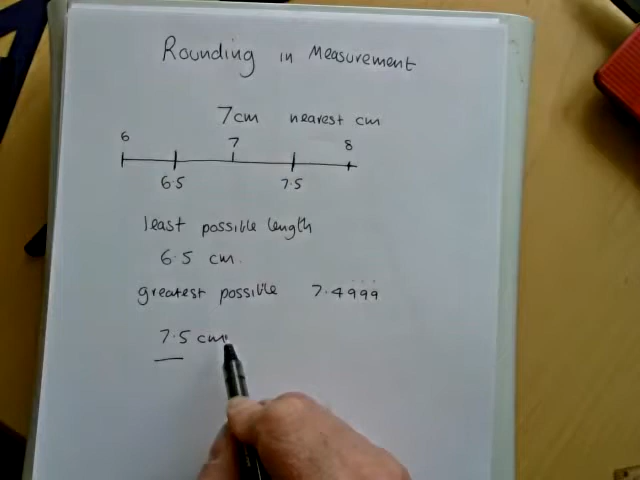 Rounding in Measurement
7cm nearest cm
6 7 8
6.5 7.5
least possible length
6.5 cm.
greatest possible 7.4999
7.5 cm